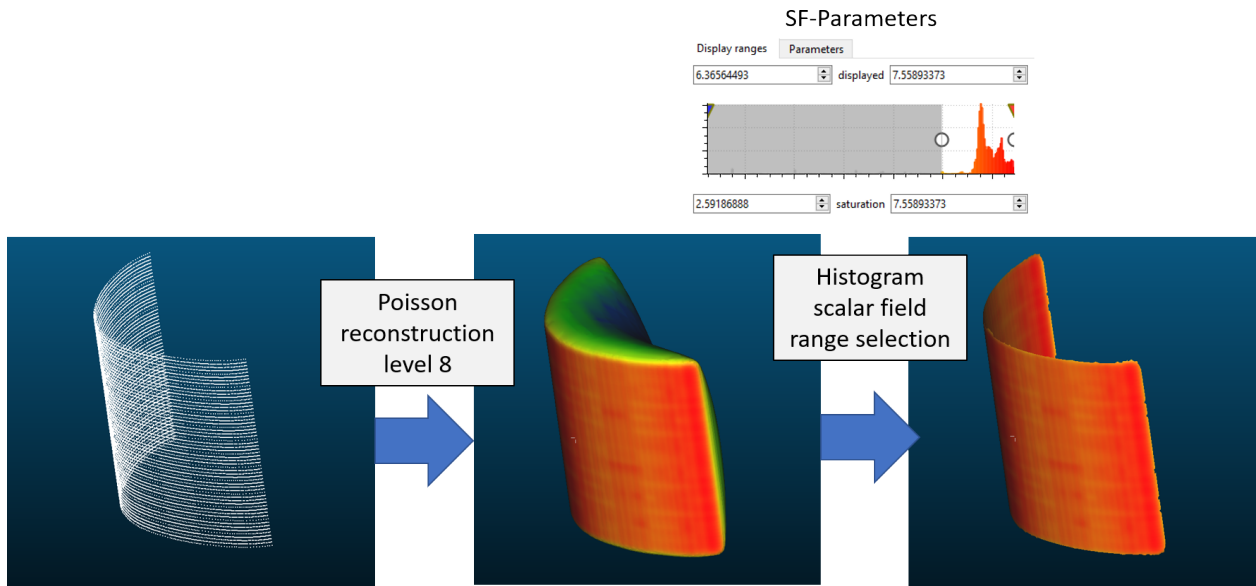 SF-Parameters
Display ranges Parameters
6.36564493 displayed 7.55893373
2.59186888 saturation 7.55893373
Poisson
reconstruction
level 8
Histogram
scalar field
range selection